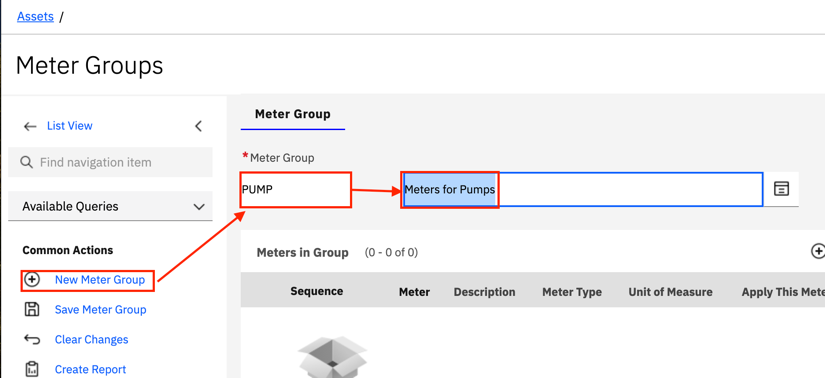 Assets /
Meter Groups
List View
Find navigation item
Available Queries
Common Actions
New Meter Group
Save Meter Group
Clear Changes
Create Report
Meter Group
* Meter Group
PUMP Meters for Pumps
Meters in Group (0 - 0 of 0)
Sequence Meter Description Meter Type Unit of Measure Apply This Mete